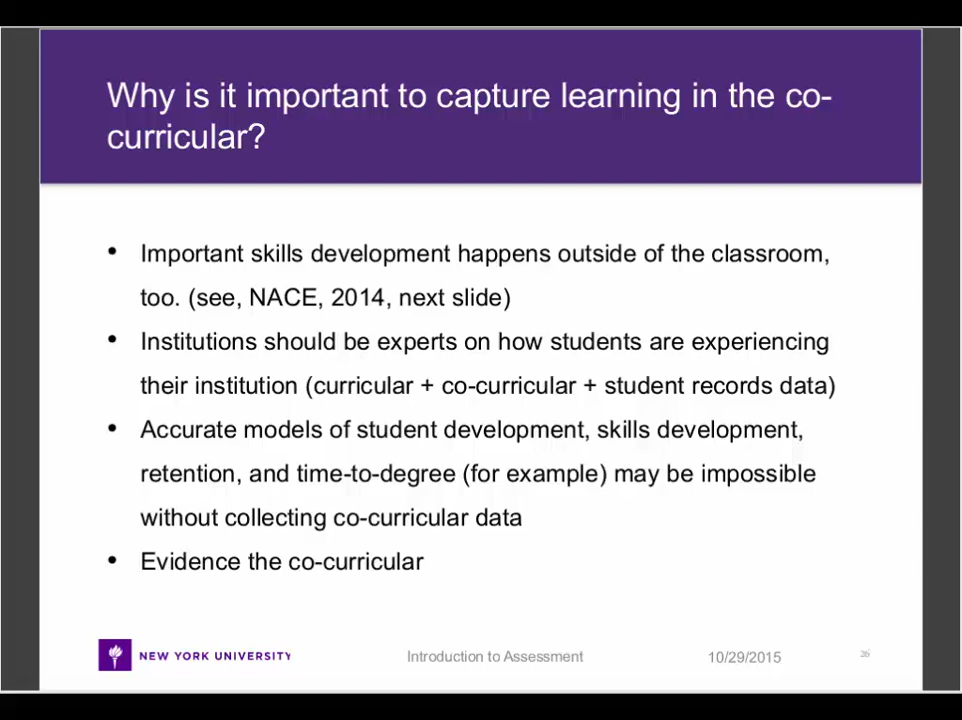 Why is it important to capture learning in the co-
curricular?
• Important skills development happens outside of the classroom,
too. (see, NACE, 2014, next slide)
• Institutions should be experts on how students are experiencing
their institution (curricular + co-curricular + student records data)
• Accurate models of student development, skills development,
retention, and time-to-degree (for example) may be impossible
without collecting co-curricular data
• Evidence the co-curricular
NEW YORK UNIVERSITY
Introduction to Assessment
10/29/2015
26